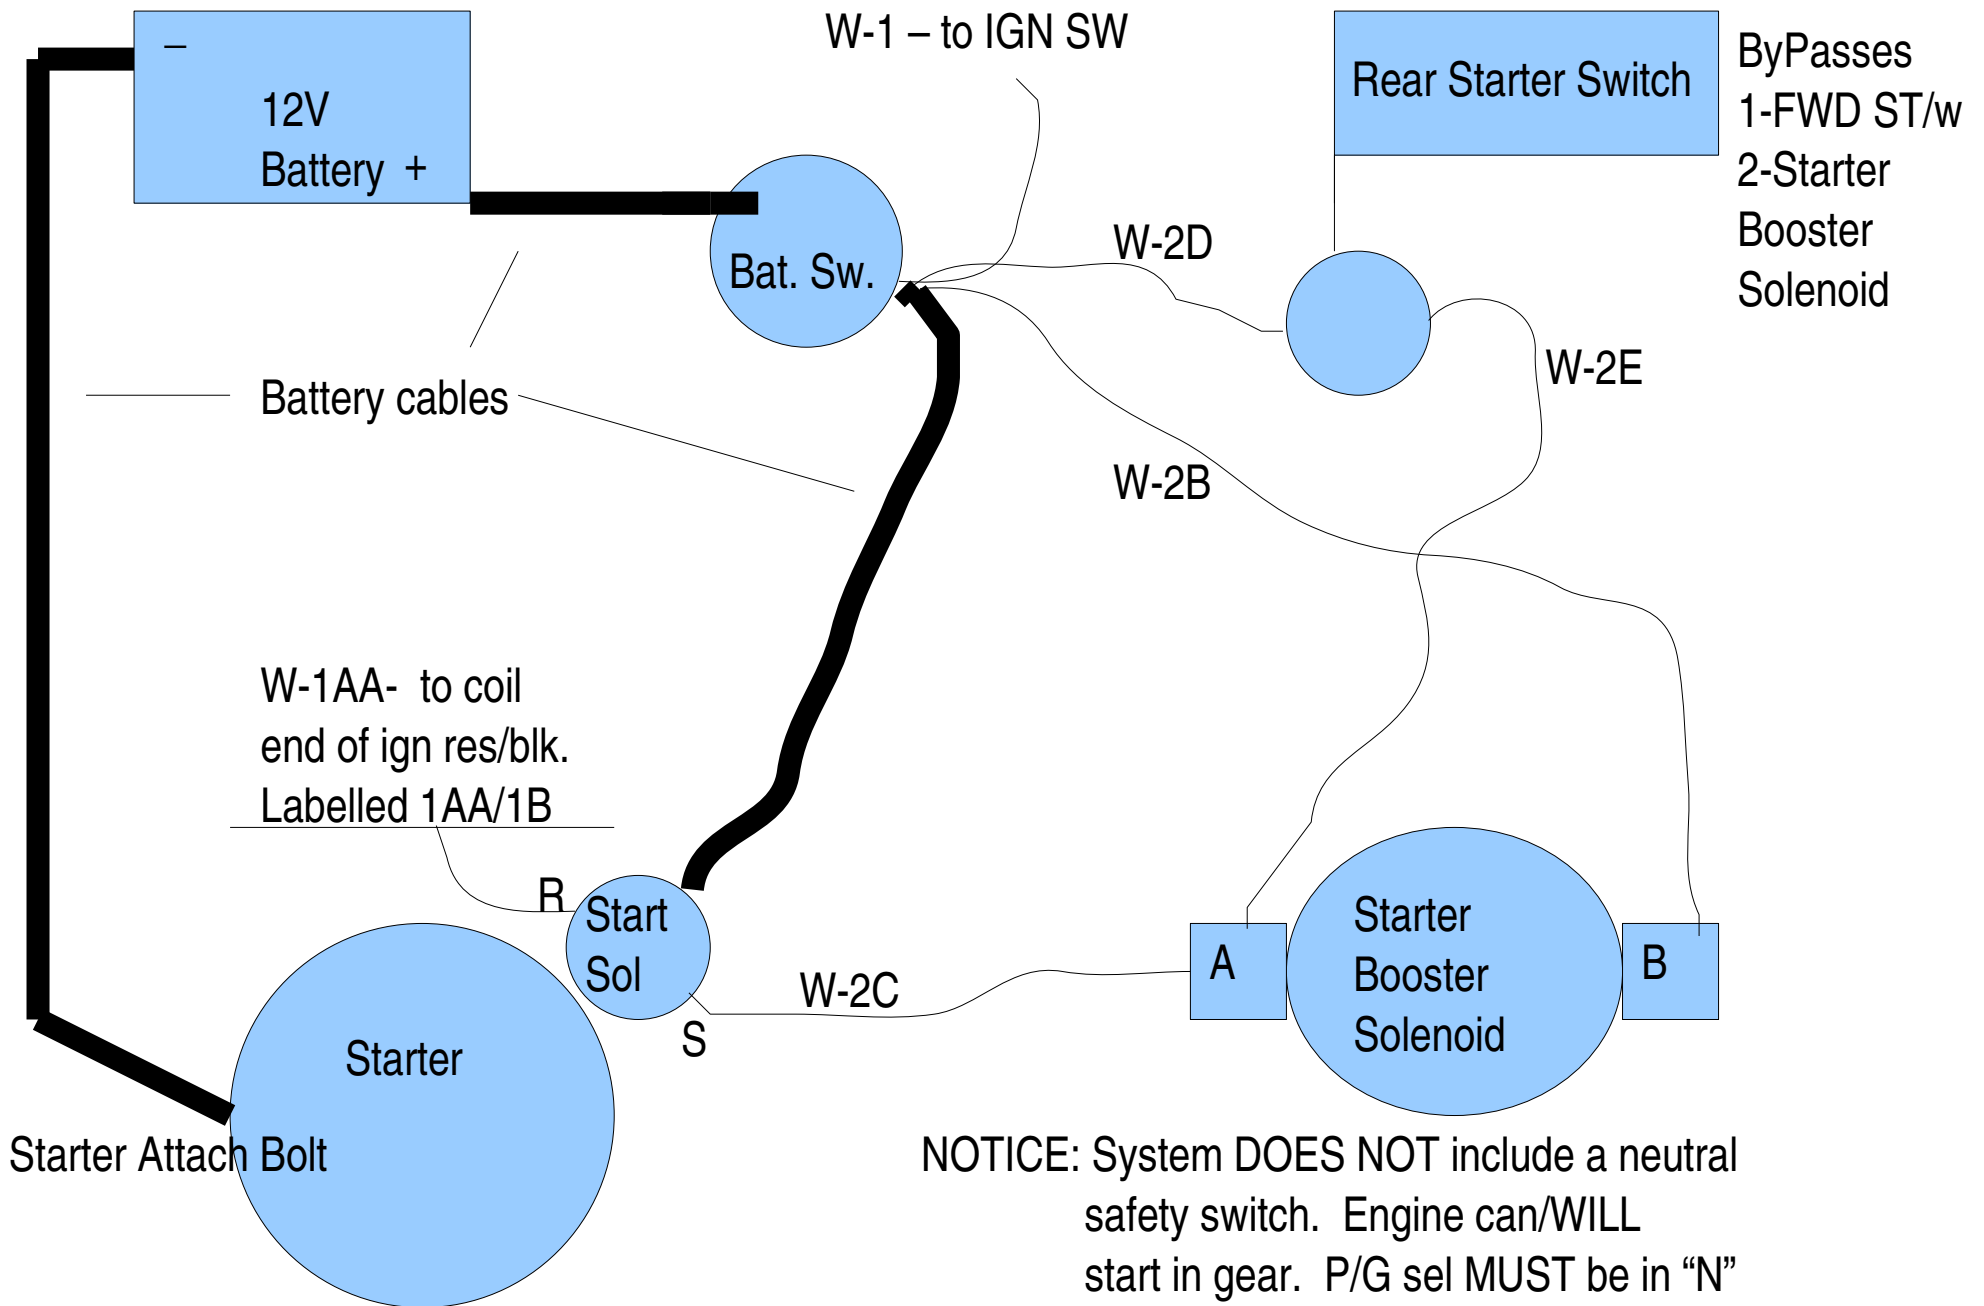 W-1 – to IGN SW
–
12V
Battery +
Rear Starter Switch
ByPasses
1-FWD ST/w
2-Starter
Booster
Solenoid
Bat. Sw.
W-2D
W-2E
Battery cables
W-2B
W-1AA- to coil
end of ign res/blk.
Labelled 1AA/1B
R
Start
Sol
S
W-2C
A
Starter
Booster
Solenoid
B
Starter
Starter Attach Bolt
NOTICE: System DOES NOT include a neutral
safety switch. Engine can/WILL
start in gear. P/G sel MUST be in “N”